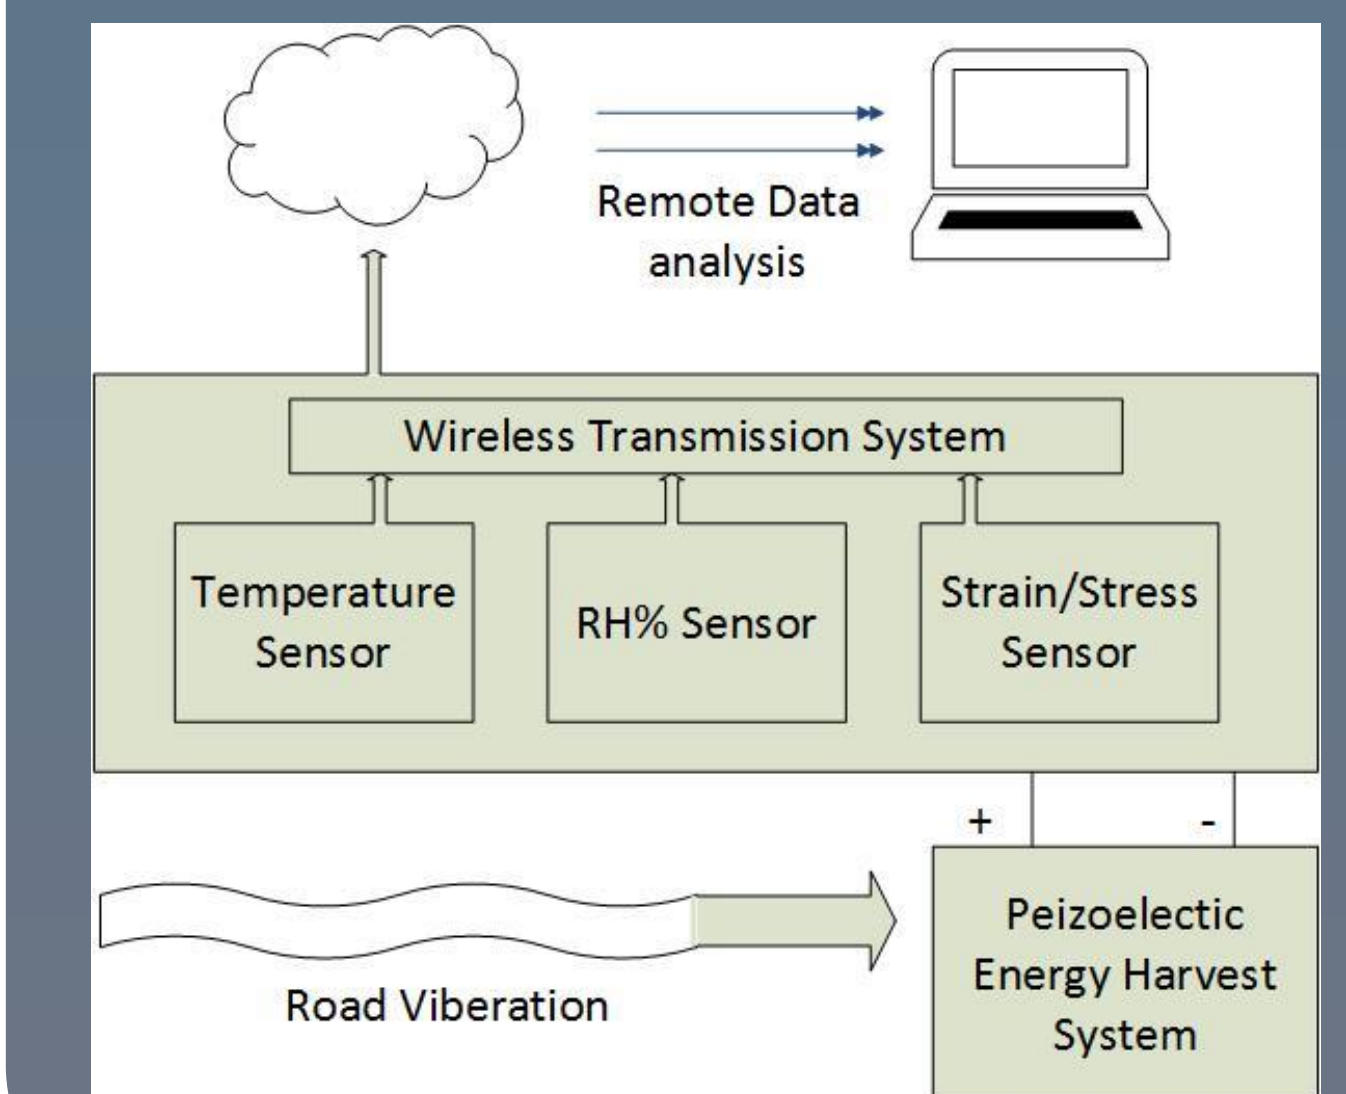 Remote Data
analysis
Wireless Transmission System
Temperature
Sensor
RH% Sensor
Strain/Stress
Sensor
+
-
Road Viberation
Peizoelectic
Energy Harvest
System